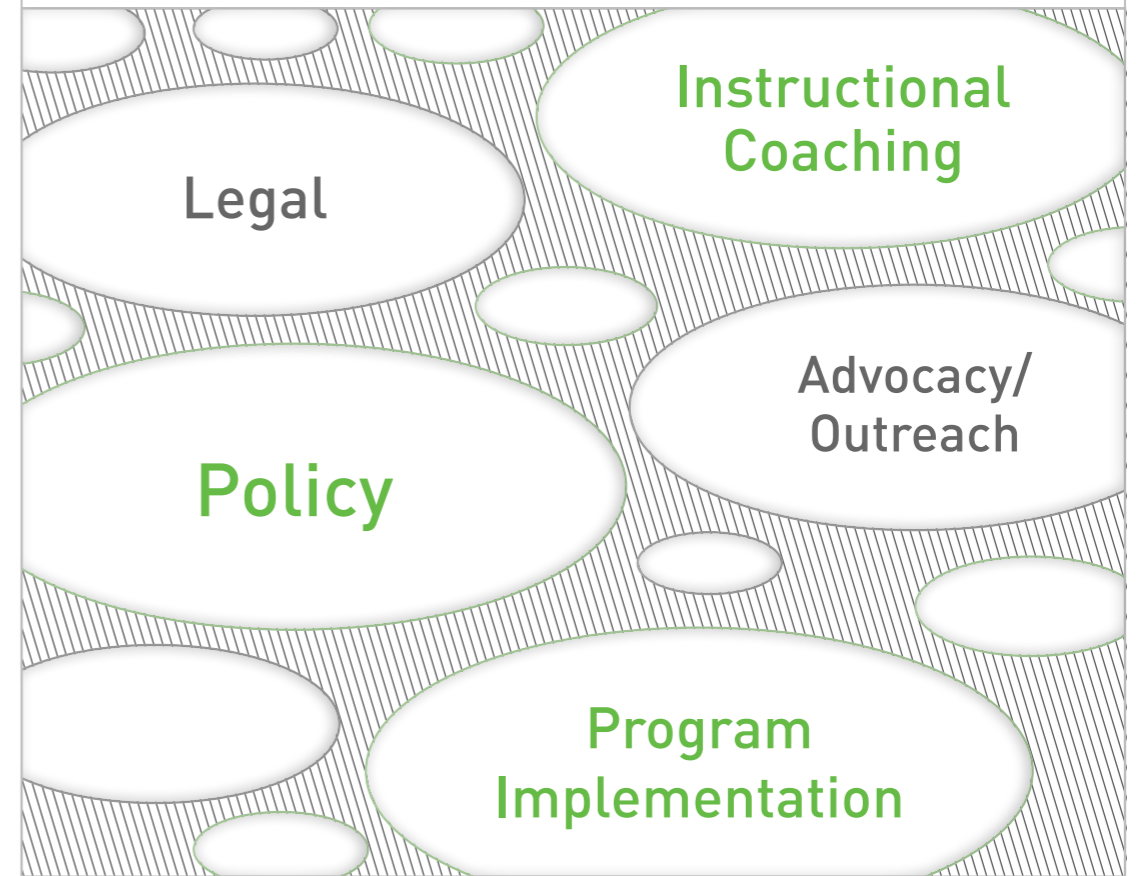 Instructional
Coaching
Legal
Advocacy/
Outreach
Policy
Program
Implementation